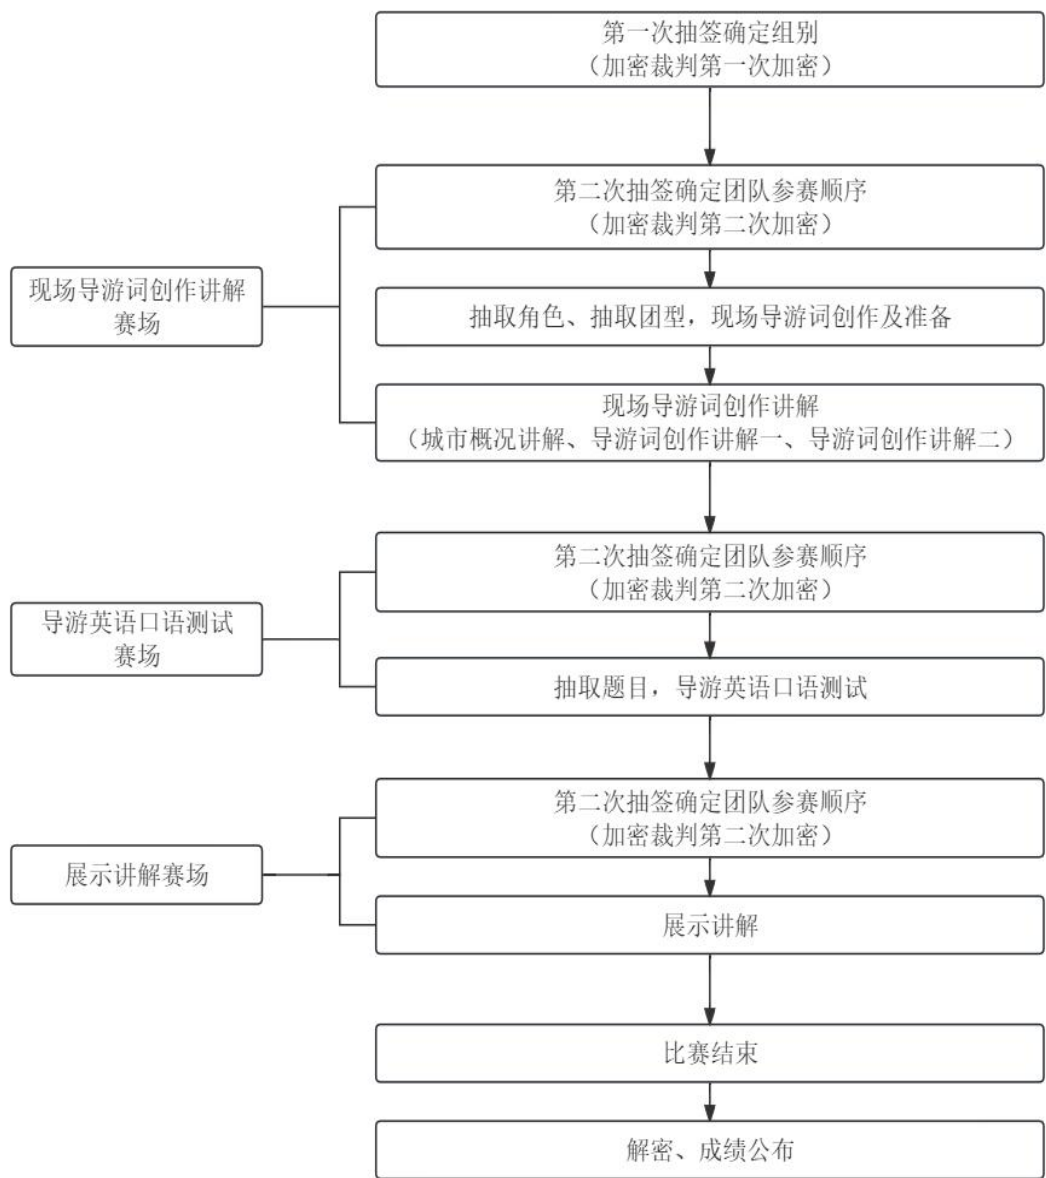 第一次抽签确定组别
（加密裁判第一次加密）
第二次抽签确定团队参赛顺序
（加密裁判第二次加密）
现场导游词创作讲解
赛场
抽取角色、抽取团型，现场导游词创作及准备
现场导游词创作讲解
（城市概况讲解、导游词创作讲解一、导游词创作讲解二）
第二次抽签确定团队参赛顺序
（加密裁判第二次加密）
导游英语口语测试
赛场
抽取题目，导游英语口语测试
第二次抽签确定团队参赛顺序
（加密裁判第二次加密）
展示讲解赛场
展示讲解
比赛结束
解密、成绩公布